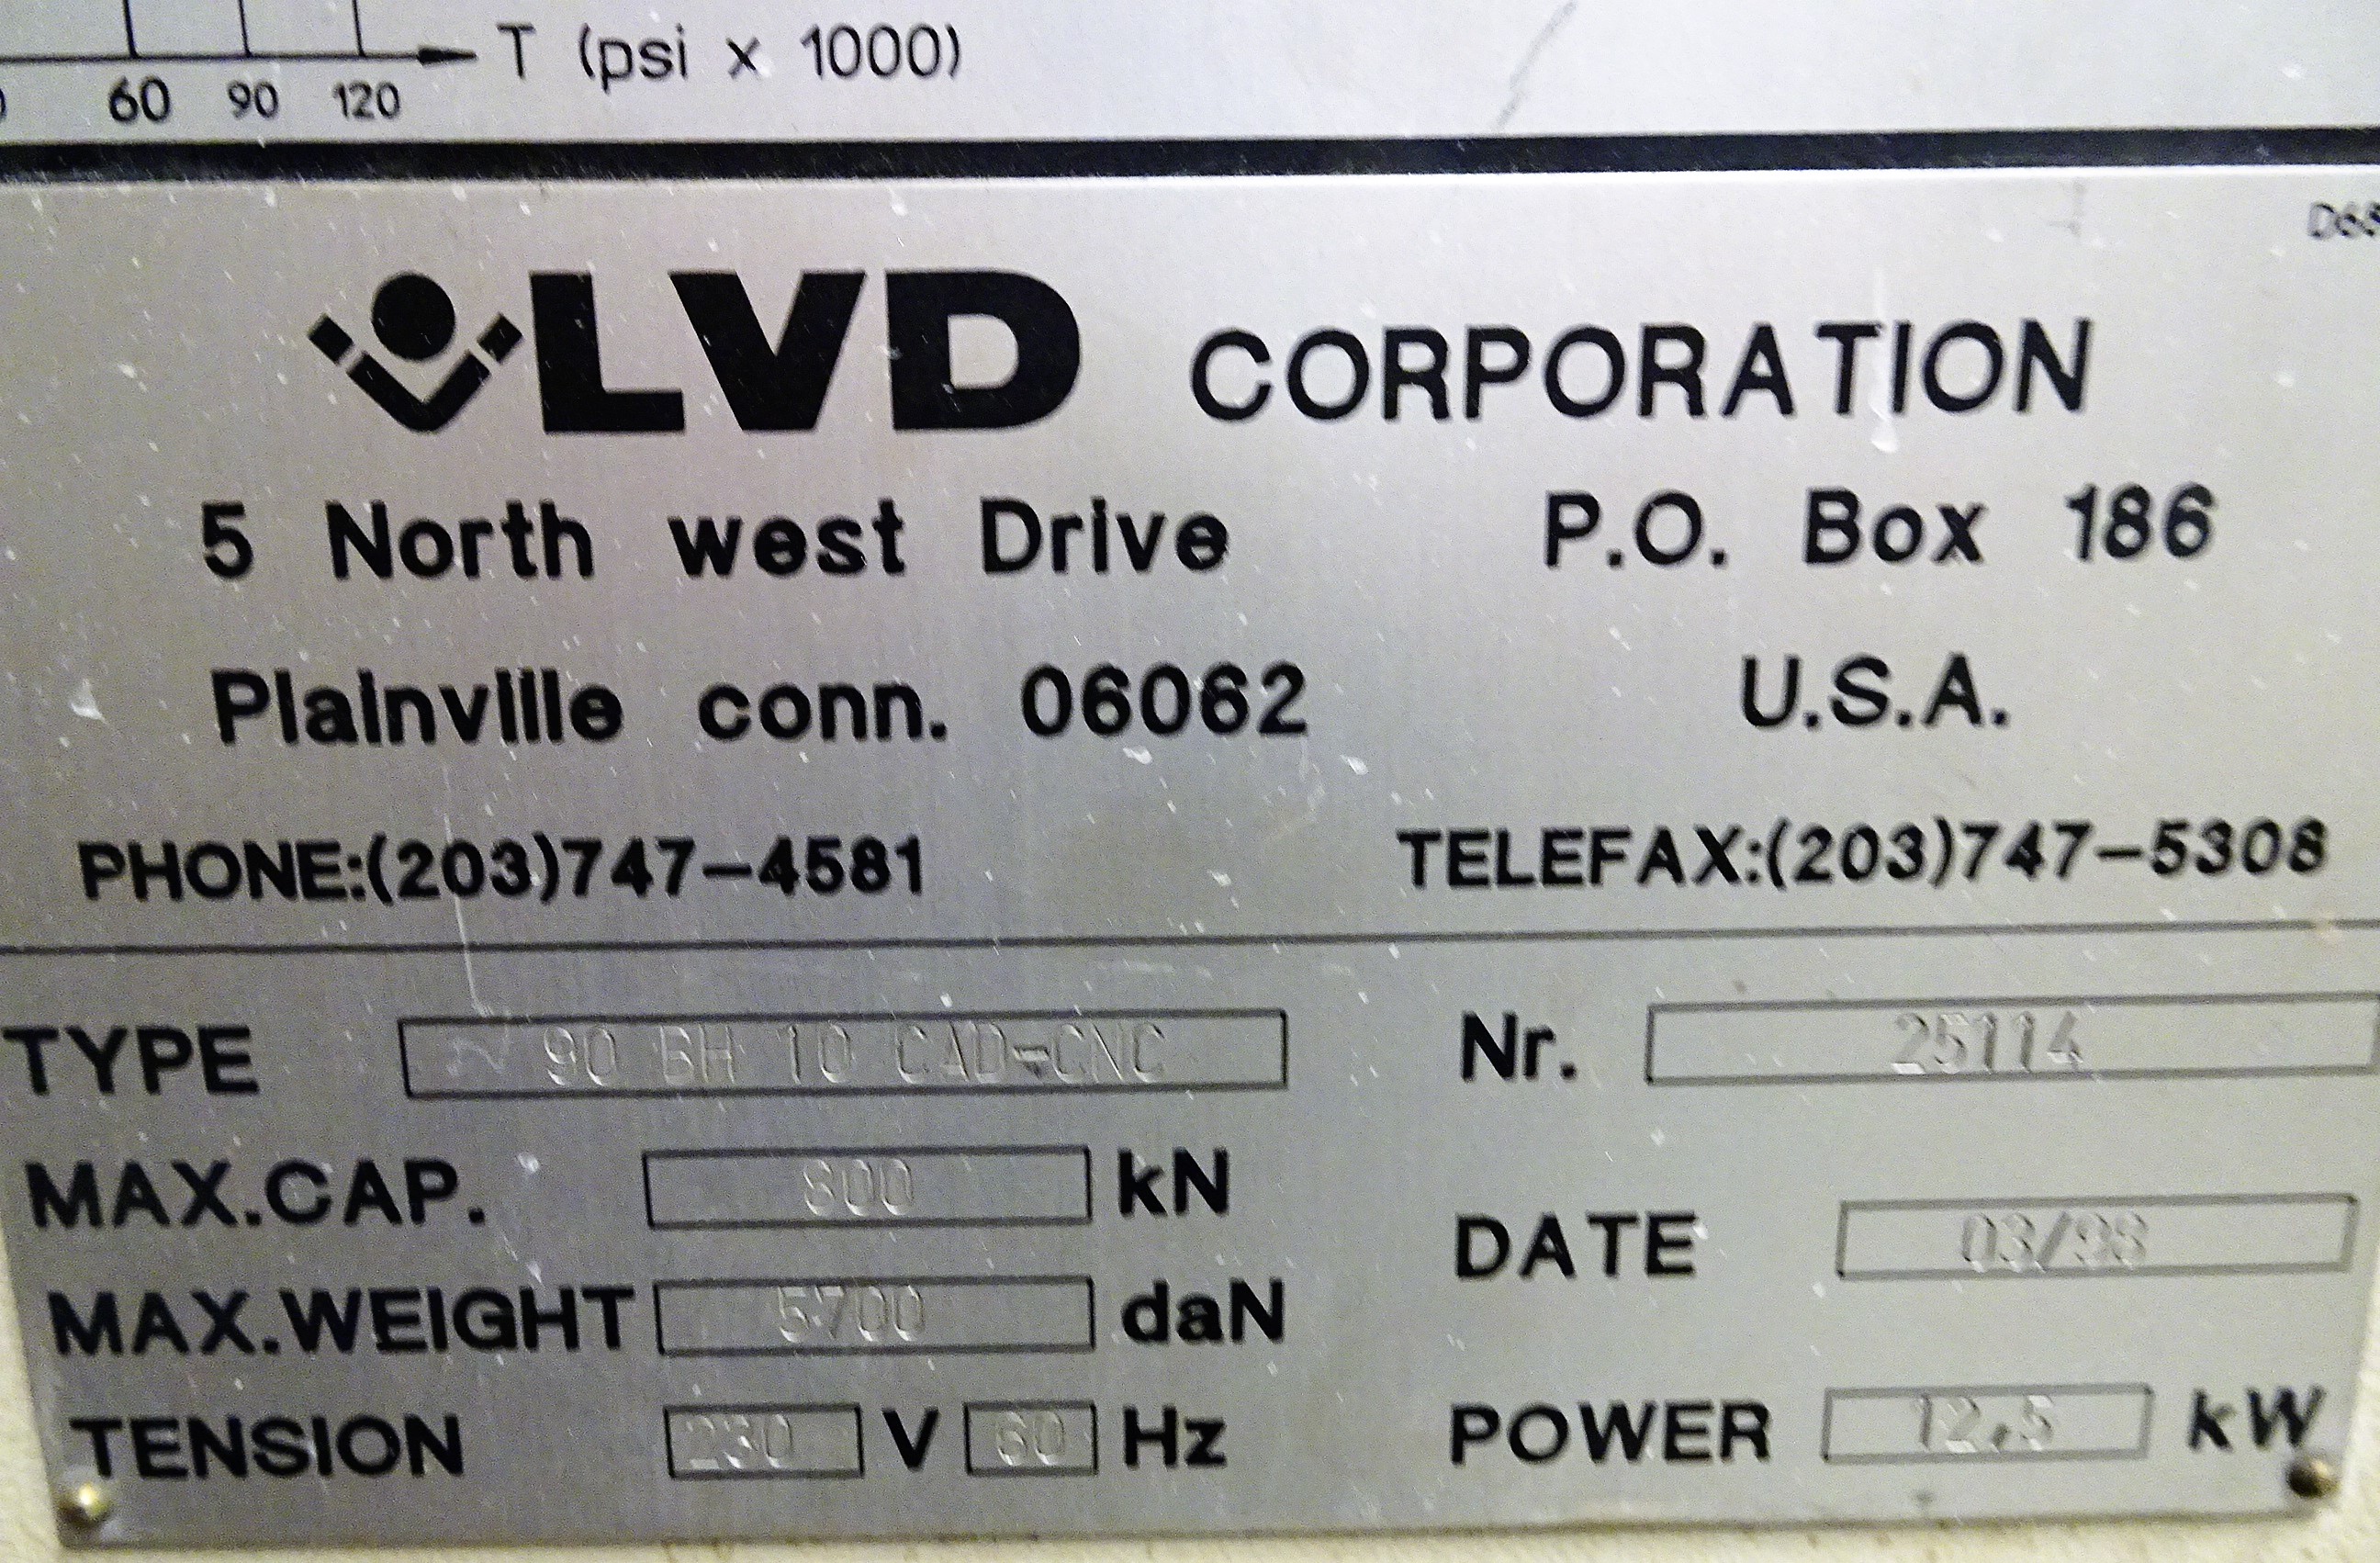 T (psi x 1000)
60 90 120
LVD CORPORATION
5 North west Drive P.O. Box 186
Plainville conn. 06062 U.S.A.
PHONE:(203)747-4581 TELEFAX:(203)747-5308
TYPE 90 BH 10 CAD-CNC Nr. 25114
MAX.CAP. 800 kN
DATE 03/98
MAX.WEIGHT 5700 daN
TENSION 230 V 60 Hz POWER 12,5 kW